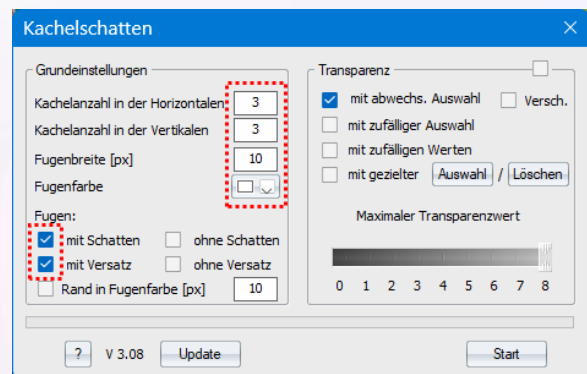 Kachelschatten
Grundeinstellungen
Kachelanzahl in der Horizontalen 3
Kachelanzahl in der Vertikalen 3
Fugenbreite [px] 10
Fugenfarbe
Fugen:
mit Schatten ohne Schatten
mit Versatz ohne Versatz
Rand in Fugenfarbe [px] 10
Transparenz
mit abwechs. Auswahl Versch.
mit zufälliger Auswahl
mit zufälligen Werten
mit gezielter Auswahl / Löschen
Maximaler Transparenzwert
0 1 2 3 4 5 6 7 8
? V 3.08 Update Start